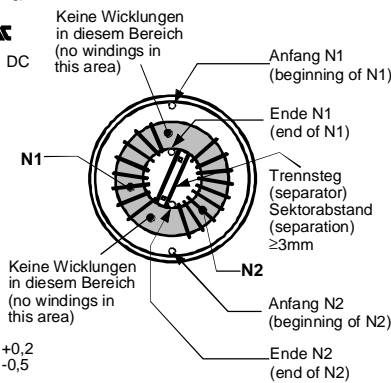 Keine Wicklungen
in diesem Bereich
(no windings in
this area)
DC
Anfang N1
(beginning of N1)
Ende N1
(end of N1)
N1
Trennsteg
(separator)
Sektorabstand
(separation)
≥3mm
Keine Wicklungen
in diesem Bereich
(no windings in
this area)
N2
Anfang N2
(beginning of N2)
+0,2
-0,5
Ende N2
(end of N2)